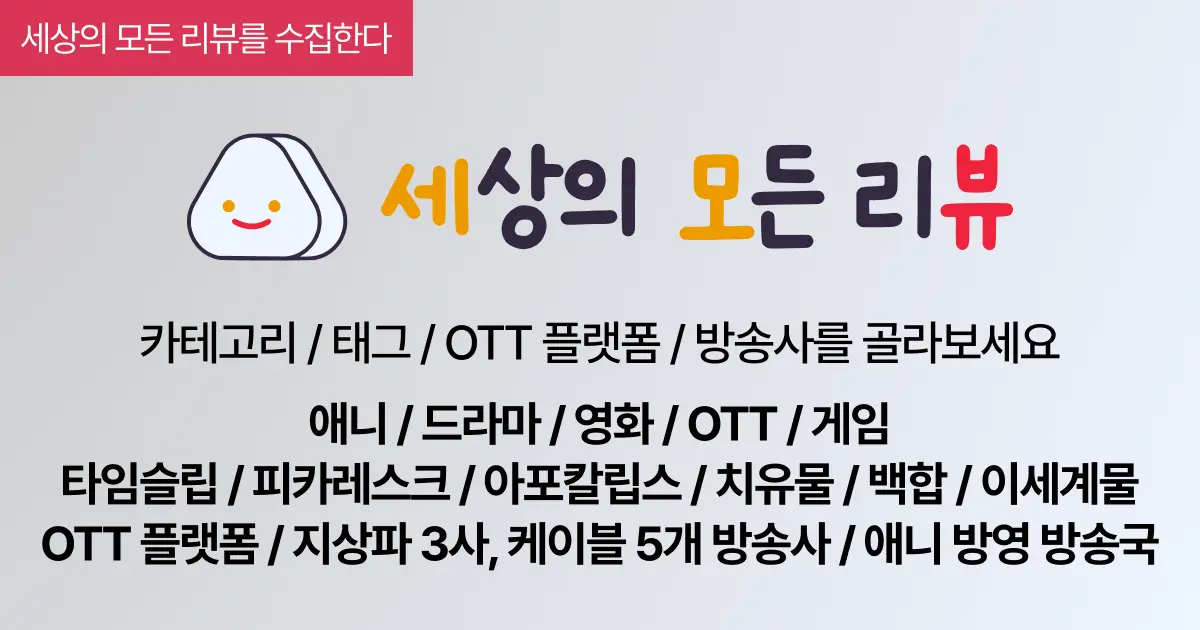 세상의 모든 리뷰를 수집한다
세상의 모든 리뷰
카테고리 / 태그 / OTT 플랫폼 / 방송사를 골라보세요
애니 / 드라마 / 영화 / OTT / 게임
타임슬립 / 피카레스크 / 아포칼립스 / 치유물 / 백합 / 이세계물
OTT 플랫폼 / 지상파 3사, 케이블 5개 방송사 / 애니 방영 방송국